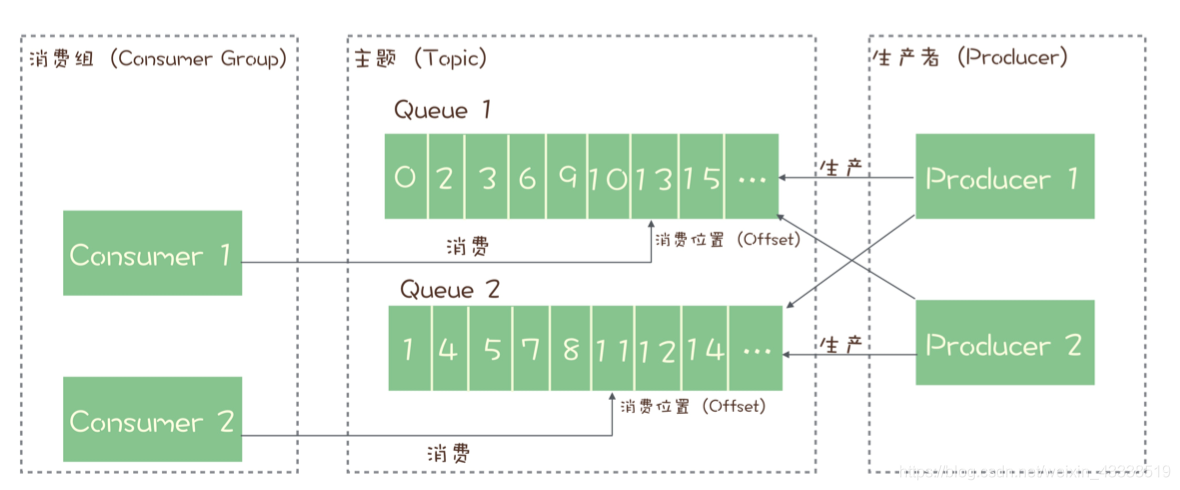 消费组 (Consumer Group)
主题 (Topic)
生产者 (Producer)
Queue 1
0 2 3 6 9 10 13 15 ...
生产
Producer 1
消费位置 (Offset)
消费
Consumer 1
Queue 2
1 4 5 7 8 11 12 14 ...
生产
Producer 2
消费位置 (Offset)
Consumer 2
消费
https://blog.csdn.net/weixin_43333619